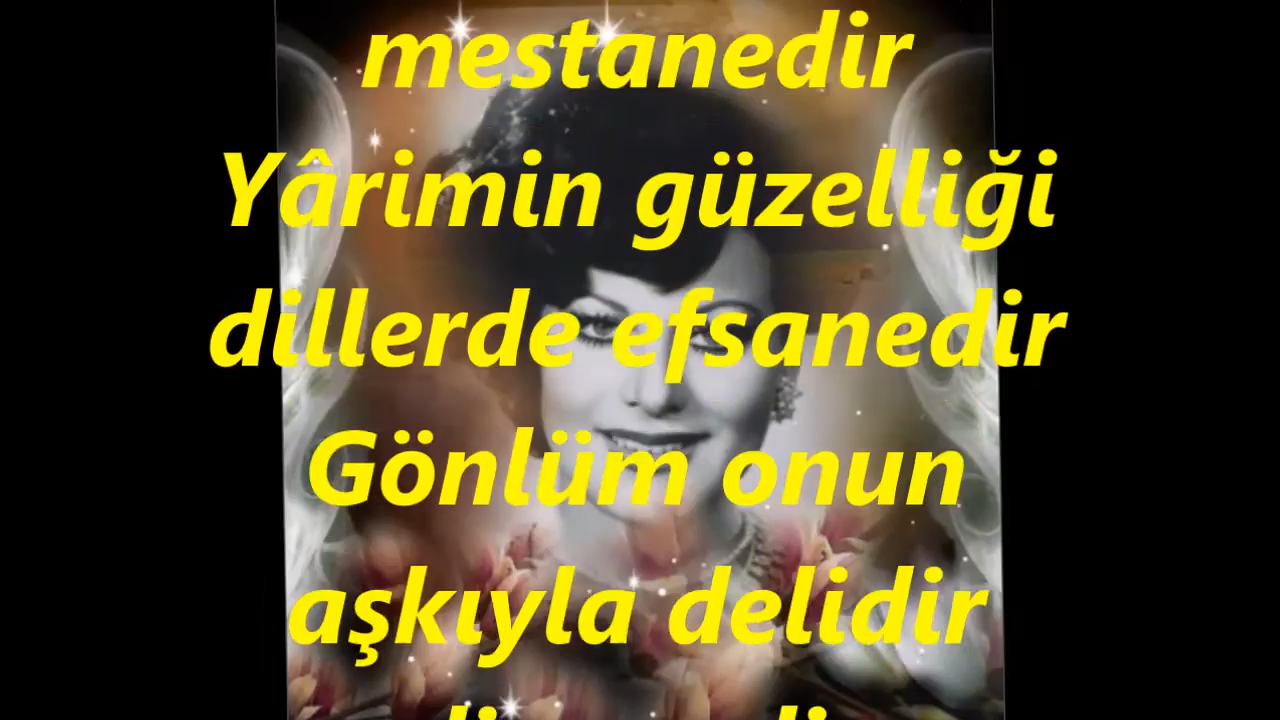 mestanedir
Yârimin güzelliği
dillerde efsanedir
Gönlüm onun
aşkıyla delidir